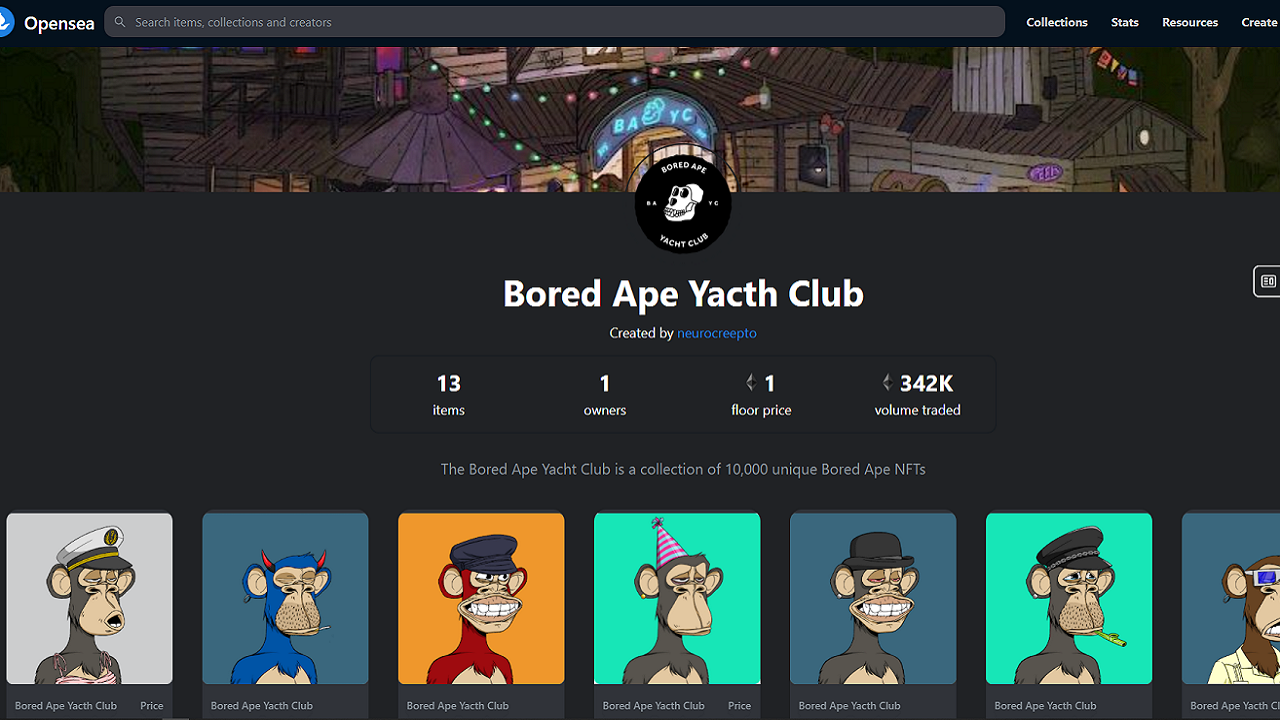 Opensea
Search items, collections and creators
Collections
Stats
Resources
Create
BA YC
BORED APE
BA YC
YACHT CLUB
Bored Ape Yacth Club
Created by neurocreepto
13
1
1
342K
items
owners
floor price
volume traded
The Bored Ape Yacht Club is a collection of 10,000 unique Bored Ape NFTs
Bored Ape Yacth Club Price
Bored Ape Yacth Club
Bored Ape Yacth Club
Bored Ape Yacth Club Price
Bored Ape Yacth Club
Bored Ape Yacth Club
Bored Ape Yacth Cl